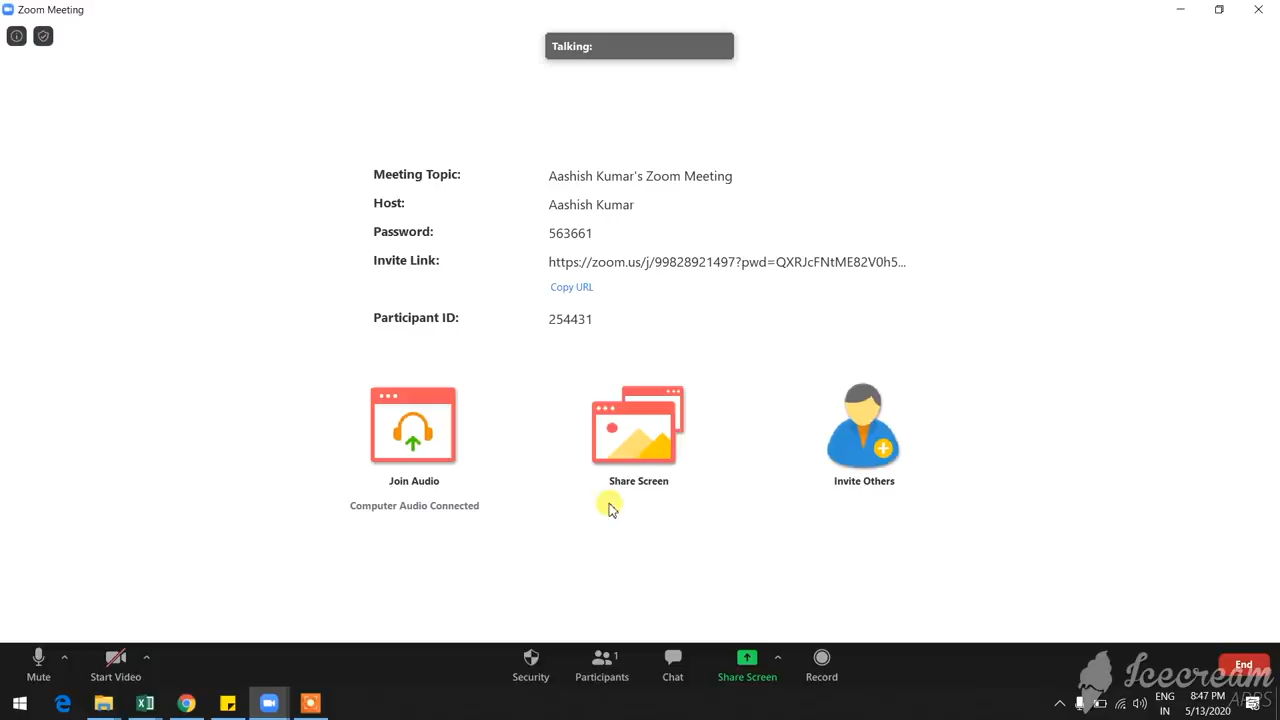 Zoom Meeting
Talking:
Meeting Topic: Aashish Kumar's Zoom Meeting
Host: Aashish Kumar
Password: 563661
Invite Link: https://zoom.us/j/99828921497?pwd=QXRJcFNtME82V0h5...
Copy URL
Participant ID: 254431
Join Audio Share Screen Invite Others
Computer Audio Connected
Mute Start Video Security Participants 1 Chat Share Screen Record End
Icecream
APPS
ENG 8:47 PM
IN 5/13/2020